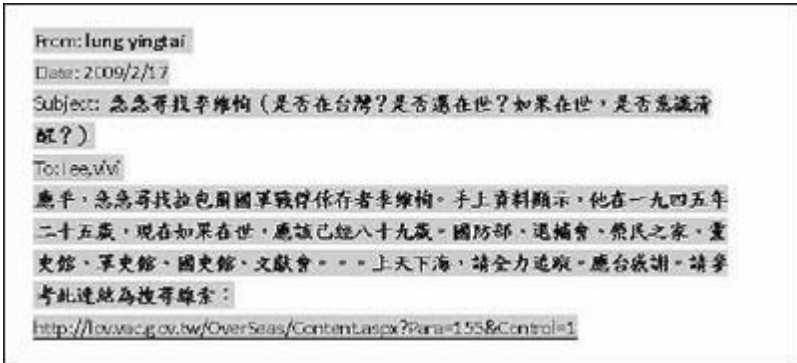 From: lung yingtai
Date: 2009/2/17
Subject: 急急尋找李維恂（是否在台灣？是否還在世？如果在世，是否意識清
醒？）
To: lee,vivi
應平，急急尋找拉包爾國軍戰俘倖存者李維恂。手上資料顯示，他在一九四五年
二十五歲，現在如果在世，應該已經八十九歲。國防部、退輔會、榮民之家、黨
史館、軍史館、國史館、文獻會。。。上天下海，請全力追蹤。應台感謝。請參
考此連結為搜尋線索：
http://lov.vac.gov.tw/OverSeas/Content.aspx?Para=155&Control=1